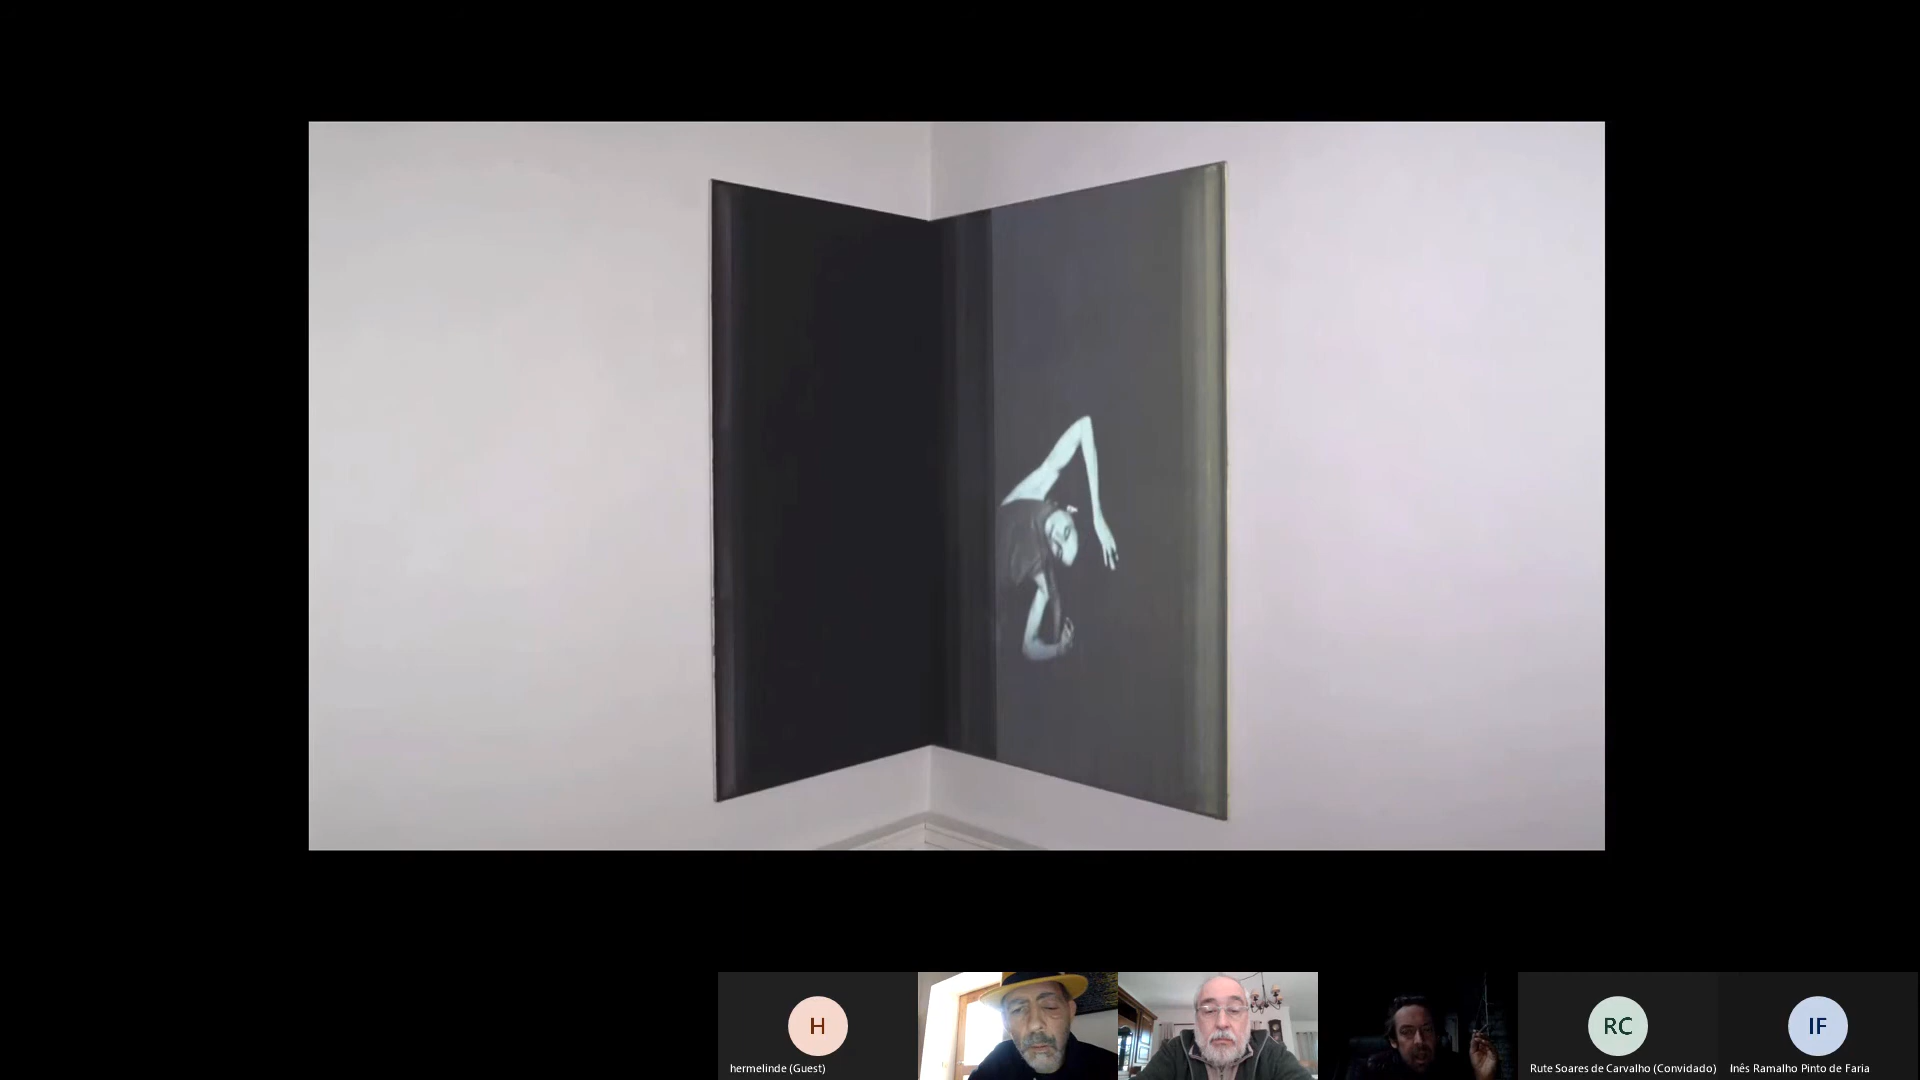 H
RC
IF
hermelinde (Guest)
Rute Soares de Carvalho (Convidado)
Inês Ramalho Pinto de Faria